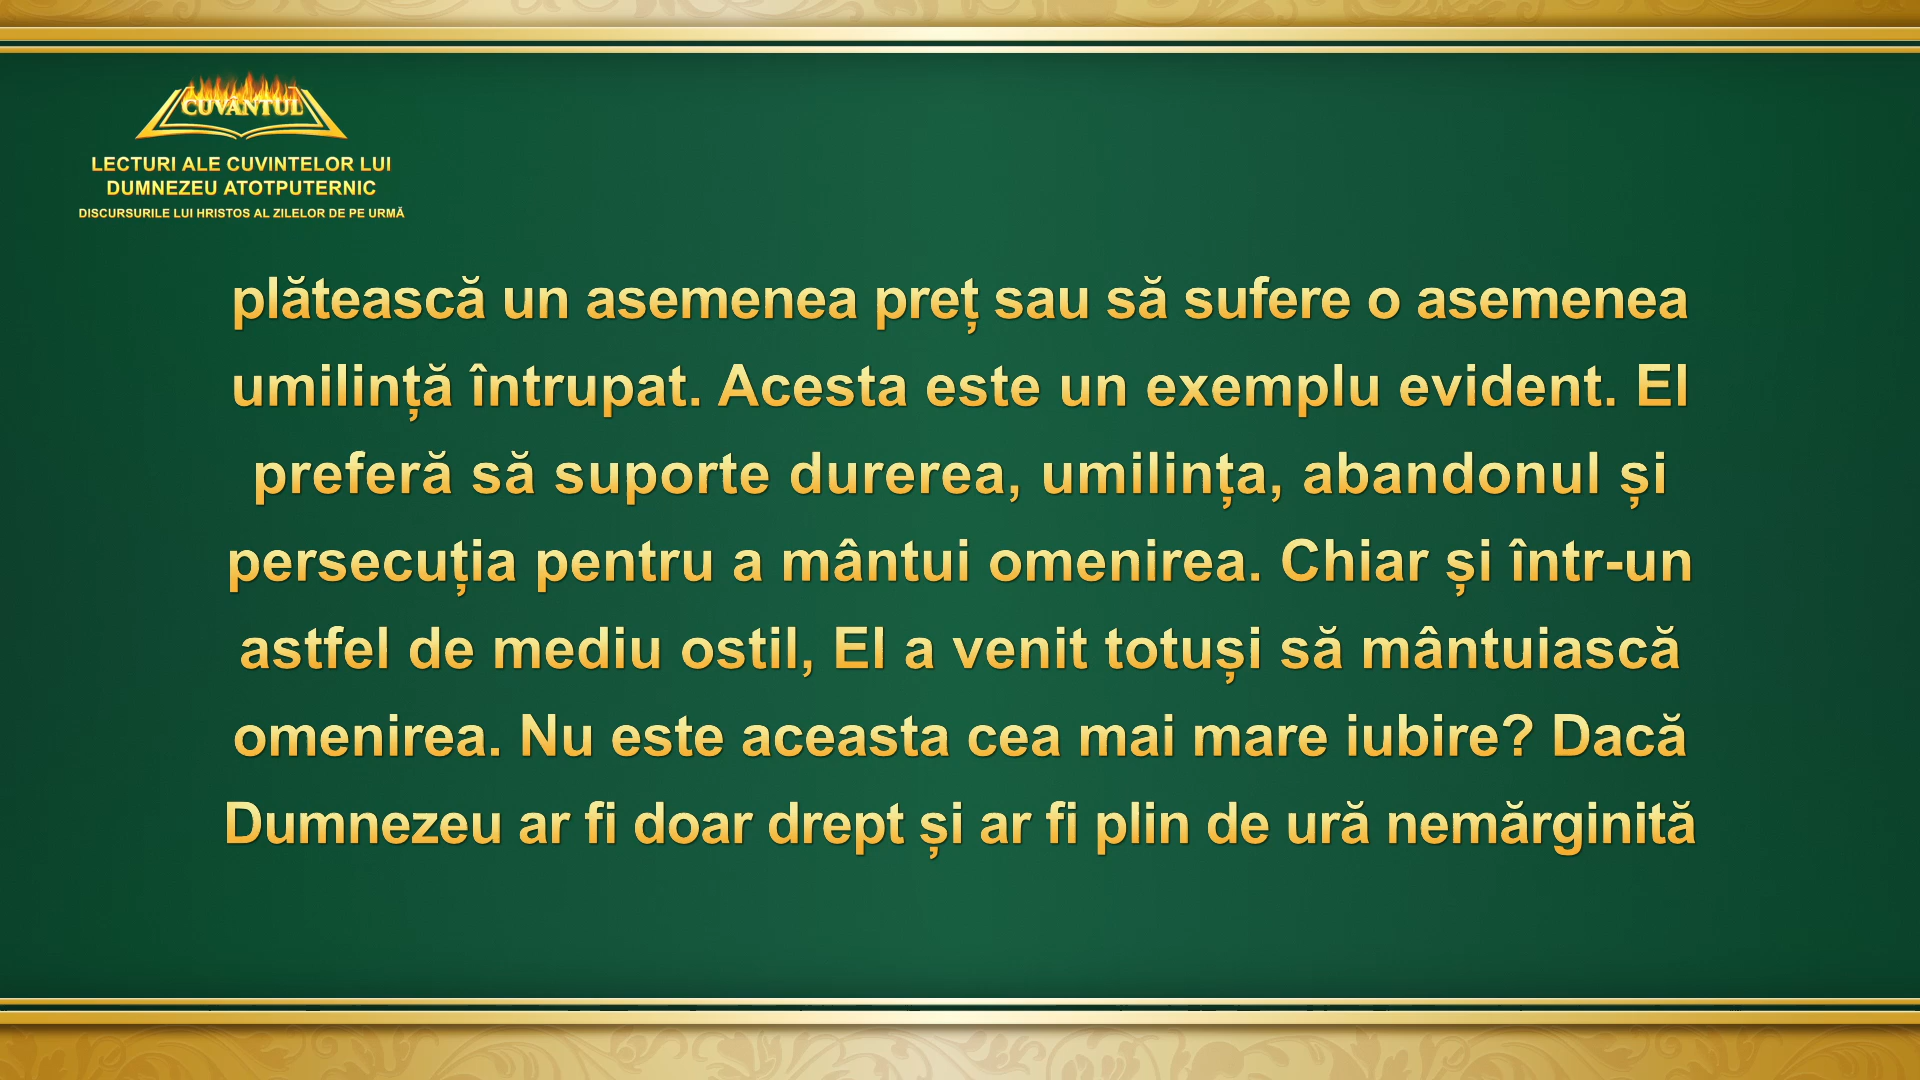 CUVÂNTUL
LECTURI ALE CUVINTELOR LUI
DUMNEZEU ATOTPUTERNIC
DISCURSURILE LUI HRISTOS AL ZILELOR DE PE URMĂ
plătească un asemenea preț sau să sufere o asemenea
umilință întrupat. Acesta este un exemplu evident. El
preferă să suporte durerea, umilința, abandonul și
persecuția pentru a mântui omenirea. Chiar și într-un
astfel de mediu ostil, El a venit totuși să mântuiască
omenirea. Nu este aceasta cea mai mare iubire? Dacă
Dumnezeu ar fi doar drept și ar fi plin de ură nemărginită